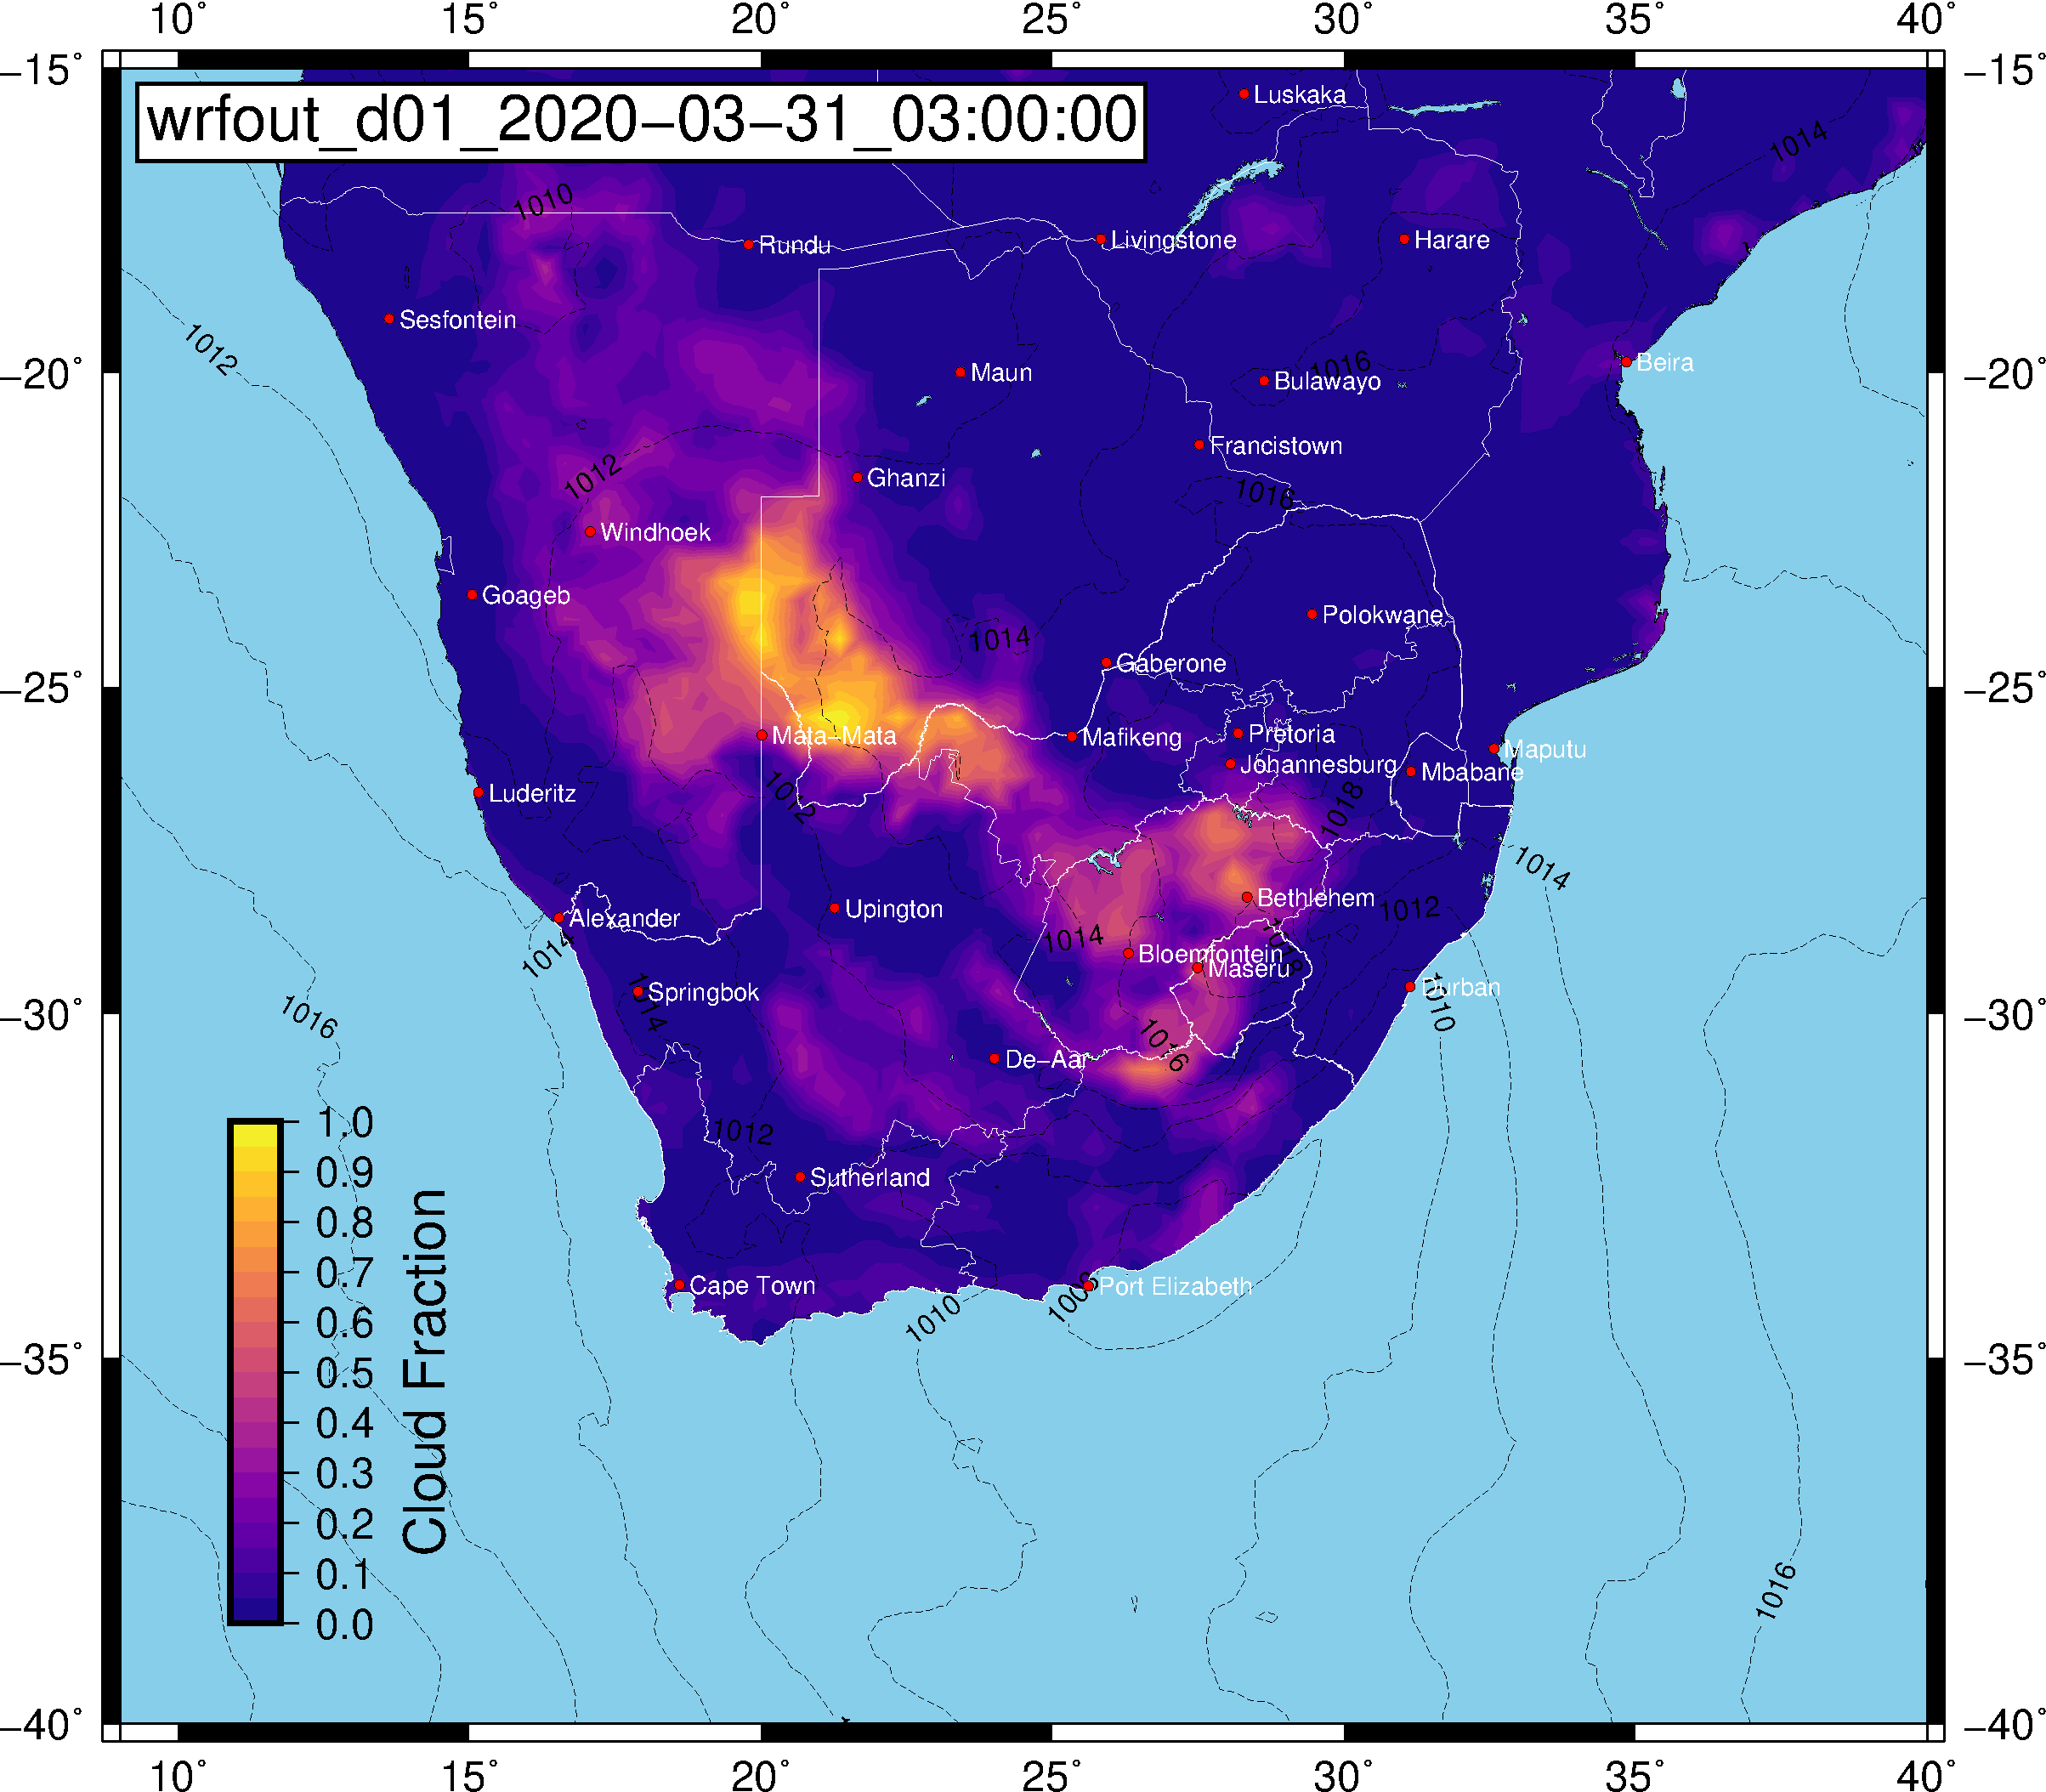 10° 15° 20° 25° 30° 35° 40°
−15° −15°
wrfout_d01_2020−03−31_03:00:00
Luskaka
1014
1010
Rundu
Livingstone
Harare
Sesfontein
1012
−20° −20°
Maun
1016
Bulawayo
Beira
Francistown
1012
Ghanzi
1016
Windhoek
Goageb
Polokwane
1014
Gaberone
−25° −25°
Mata−Mata
Mafikeng
Pretoria
Johannesburg
Mbabane
Maputu
Luderitz
1012
1018
1014
Bethlehem
Upington
1012
Alexander
1014
1014
Bloemfontein
1018
Maseru
Springbok
1014
Durban
1010
−30° −30°
1016
1016
De−Aar
1012
Sutherland
Cape Town
1010
1008
Port Elizabeth
−35° −35°
1.0
0.9
0.8
0.7
0.6
0.5
0.4
0.3
0.2
0.1
0.0
Cloud Fraction
1016
−40° −40°
10° 15° 20° 25° 30° 35° 40°